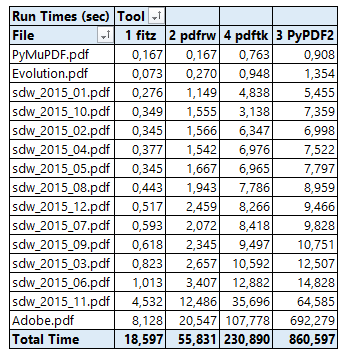 Run Times (sec) Tool
File 1 fitz 2 pdfrw 4 pdftk 3 PyPDF2
PyMuPDF.pdf 0,167 0,167 0,763 0,908
Evolution.pdf 0,073 0,270 0,948 1,354
sdw_2015_01.pdf 0,276 1,149 4,838 5,455
sdw_2015_10.pdf 0,349 1,555 3,138 7,359
sdw_2015_02.pdf 0,345 1,566 6,347 6,998
sdw_2015_04.pdf 0,377 1,542 6,976 7,522
sdw_2015_05.pdf 0,345 1,667 6,965 7,797
sdw_2015_08.pdf 0,443 1,943 7,786 8,959
sdw_2015_12.pdf 0,517 2,459 8,266 9,466
sdw_2015_07.pdf 0,593 2,072 8,418 9,828
sdw_2015_09.pdf 0,618 2,345 9,497 10,751
sdw_2015_03.pdf 0,823 2,657 10,592 12,507
sdw_2015_06.pdf 1,013 3,407 12,882 14,828
sdw_2015_11.pdf 4,532 12,486 35,696 64,585
Adobe.pdf 8,128 20,547 107,778 692,279
Total Time 18,597 55,831 230,890 860,597